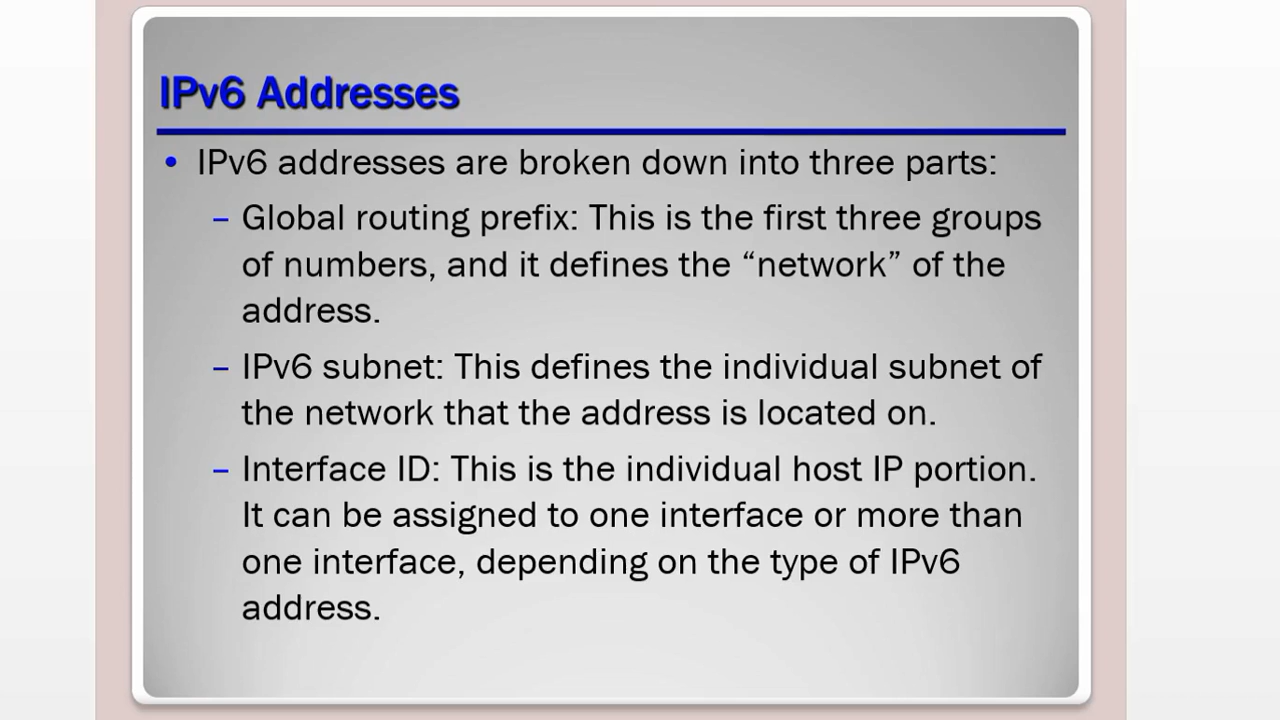 IPv6 Addresses
• IPv6 addresses are broken down into three parts:
– Global routing prefix: This is the first three groups
of numbers, and it defines the “network” of the
address.
– IPv6 subnet: This defines the individual subnet of
the network that the address is located on.
– Interface ID: This is the individual host IP portion.
It can be assigned to one interface or more than
one interface, depending on the type of IPv6
address.